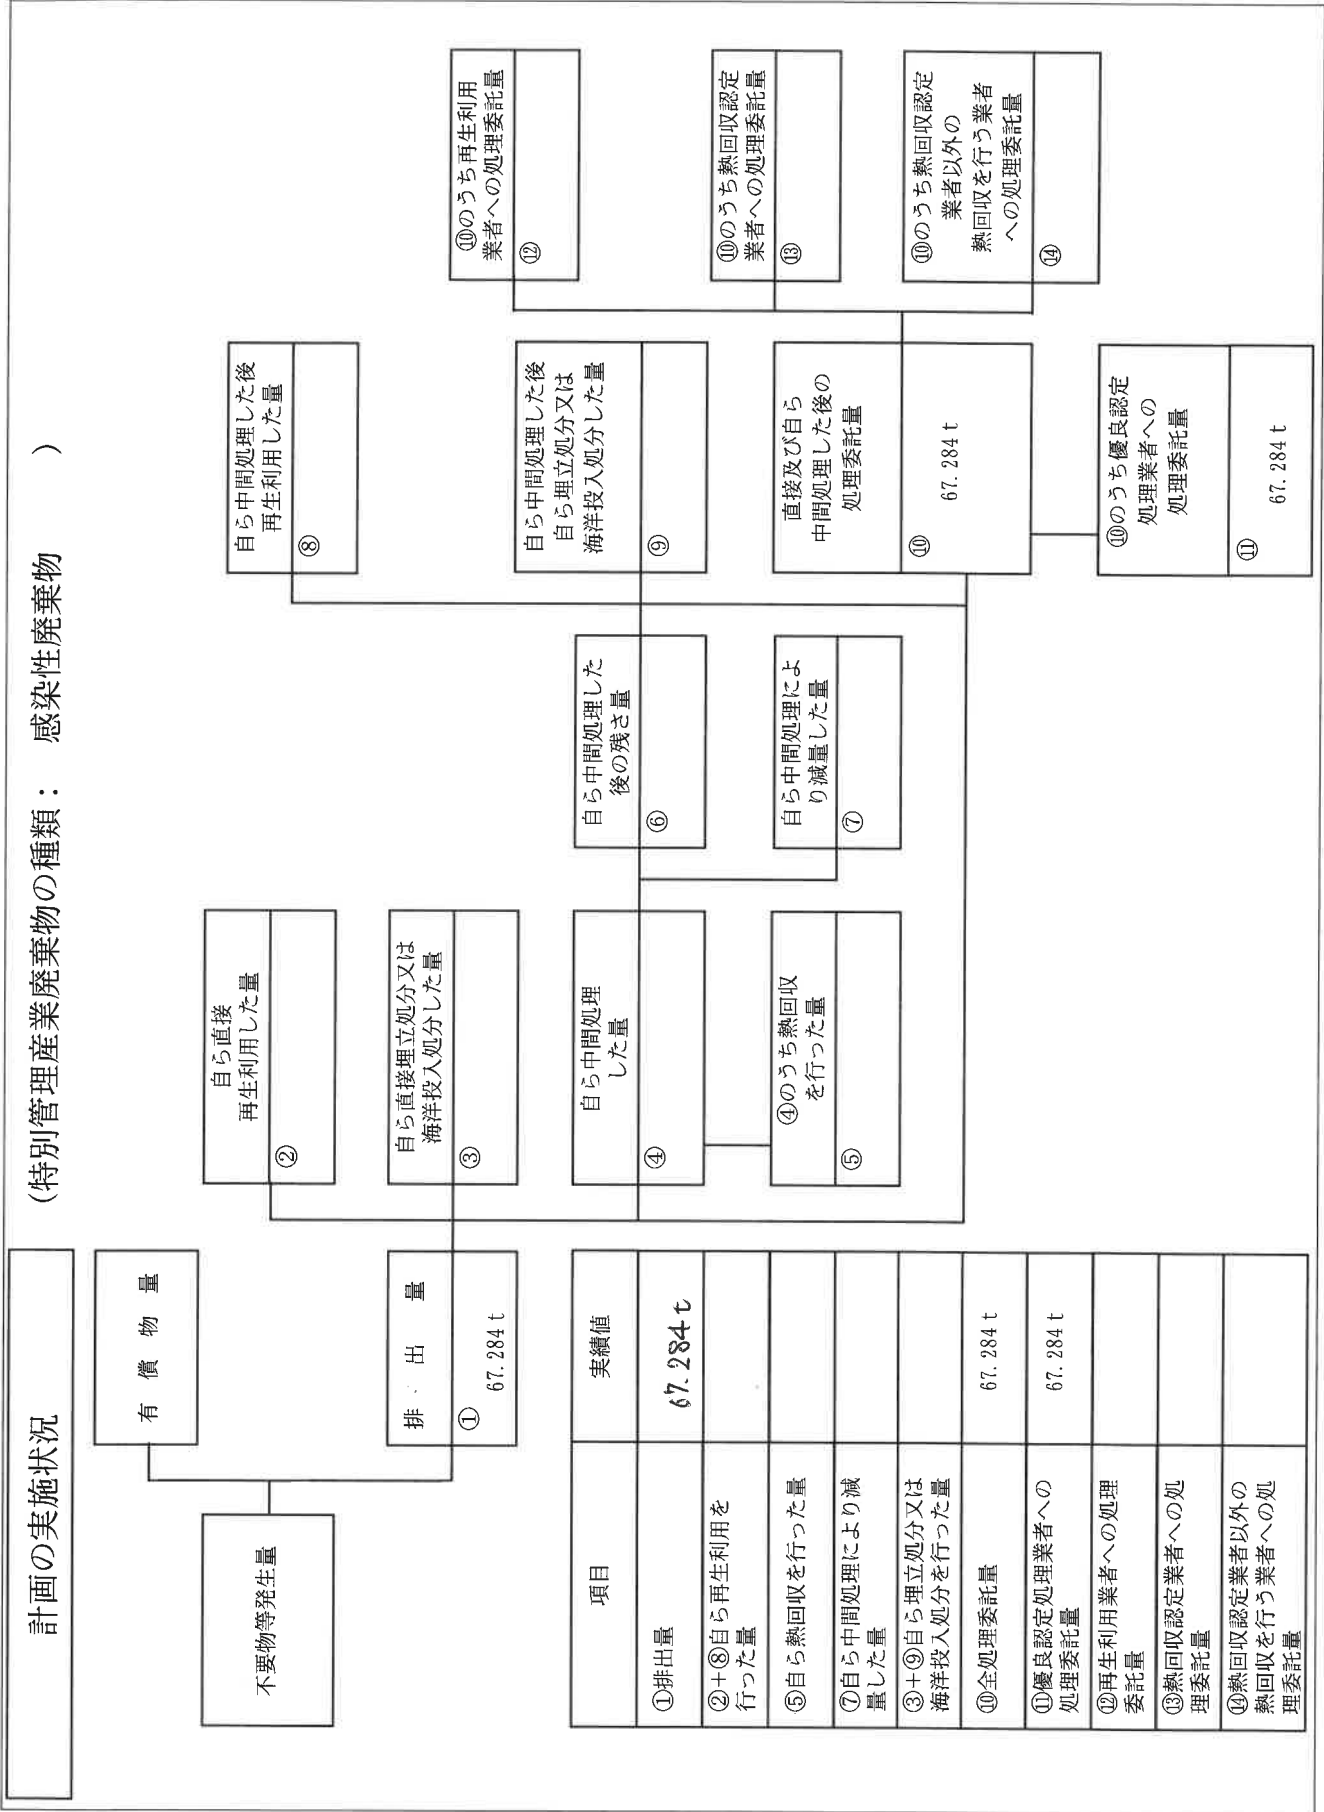 計画の実施状況
(特別管理産業廃棄物の種類: 感染性廃棄物 )
不要物等発生量
有償物量
排出量
①
67.284t
自ら直接
再生利用した量
②
自ら直接埋立処分又は
海洋投入処分した量
③
自ら中間処理
した量
④
④のうち熱回収
を行った量
⑤
自ら中間処理した
後の残さ量
⑥
自ら中間処理によ
り減量した量
⑦
自ら中間処理した後
再生利用した量
⑧
自ら中間処理した後
自ら埋立処分又は
海洋投入処分した量
⑨
直接及び自ら
中間処理した後の
処理委託量
⑩
67.284t
⑩のうち優良認定
処理業者への
処理委託量
⑪
67.284t
⑩のうち再生利用
業者への処理委託量
⑫
⑩のうち熱回収認定
業者への処理委託量
⑬
⑩のうち熱回収認定
業者以外の
熱回収を行う業者
への処理委託量
⑭
項目 実績値
①排出量 67.284t
②+⑧自ら再生利用を
行った量
⑤自ら熱回収を行った量
⑦自ら中間処理により減
量した量
③+⑨自ら埋立処分又は
海洋投入処分を行った量
⑩全処理委託量 67.284t
⑪優良認定処理業者への
処理委託量 67.284t
⑫再生利用業者への処理
委託量
⑬熱回収認定業者への処
理委託量
⑭熱回収認定業者以外の
熱回収を行う業者への処
理委託量